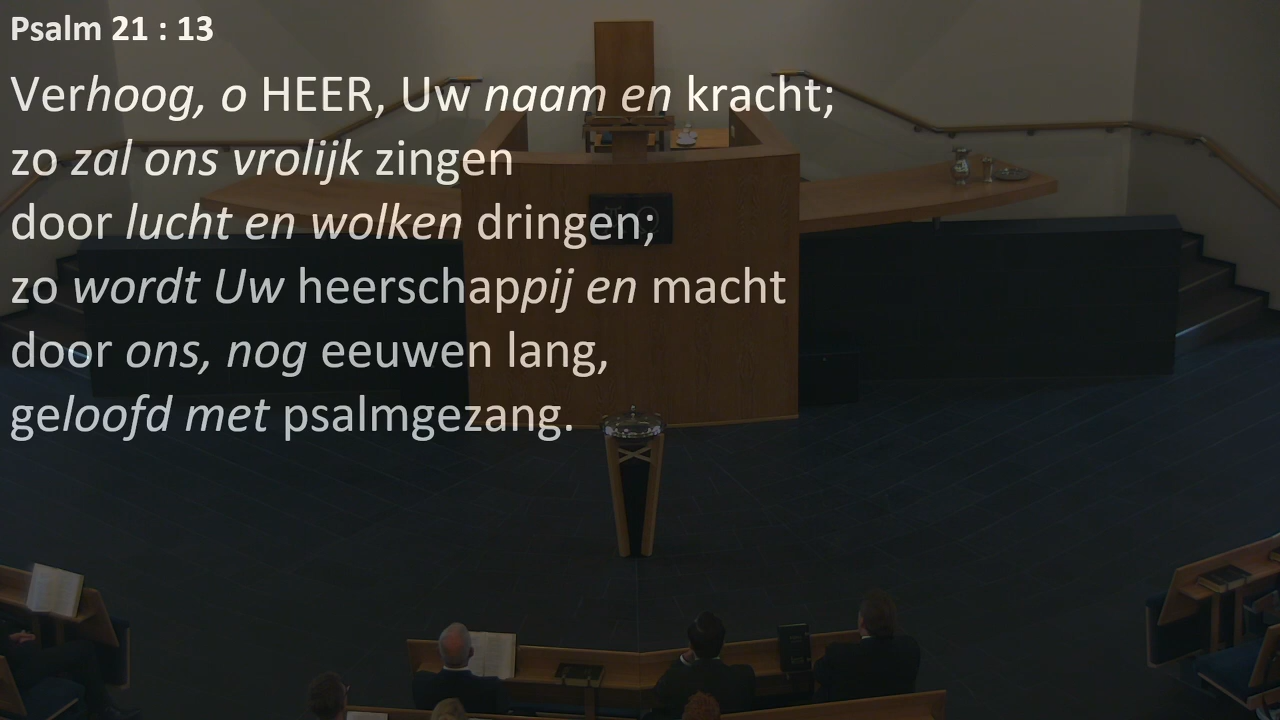 Psalm 21 : 13
Verhoog, o HEER, Uw naam en kracht;
zo zal ons vrolijk zingen
door lucht en wolken dringen;
zo wordt Uw heerschappij en macht
door ons, nog eeuwen lang,
geloofd met psalmgezang.